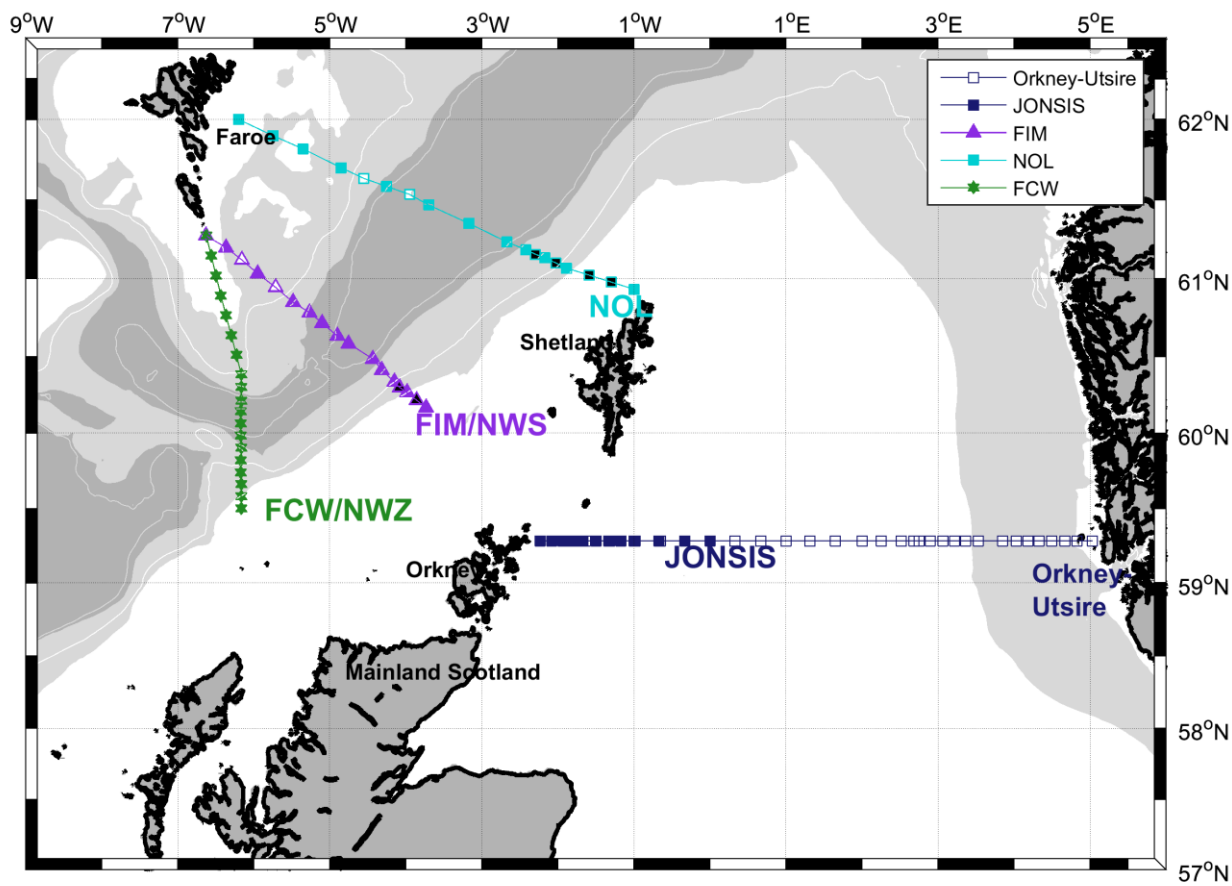 9°W 7°W 5°W 3°W 1°W 1°E 3°E 5°E
Orkney-Utsire
JONSIS
FIM
NOL
FCW
62°N
Faroe
61°N
NOL
Shetland
FIM/NWS
60°N
FCW/NWZ
JONSIS
Orkney
59°N
Orkney-
Utsire
Mainland Scotland
58°N
57°N